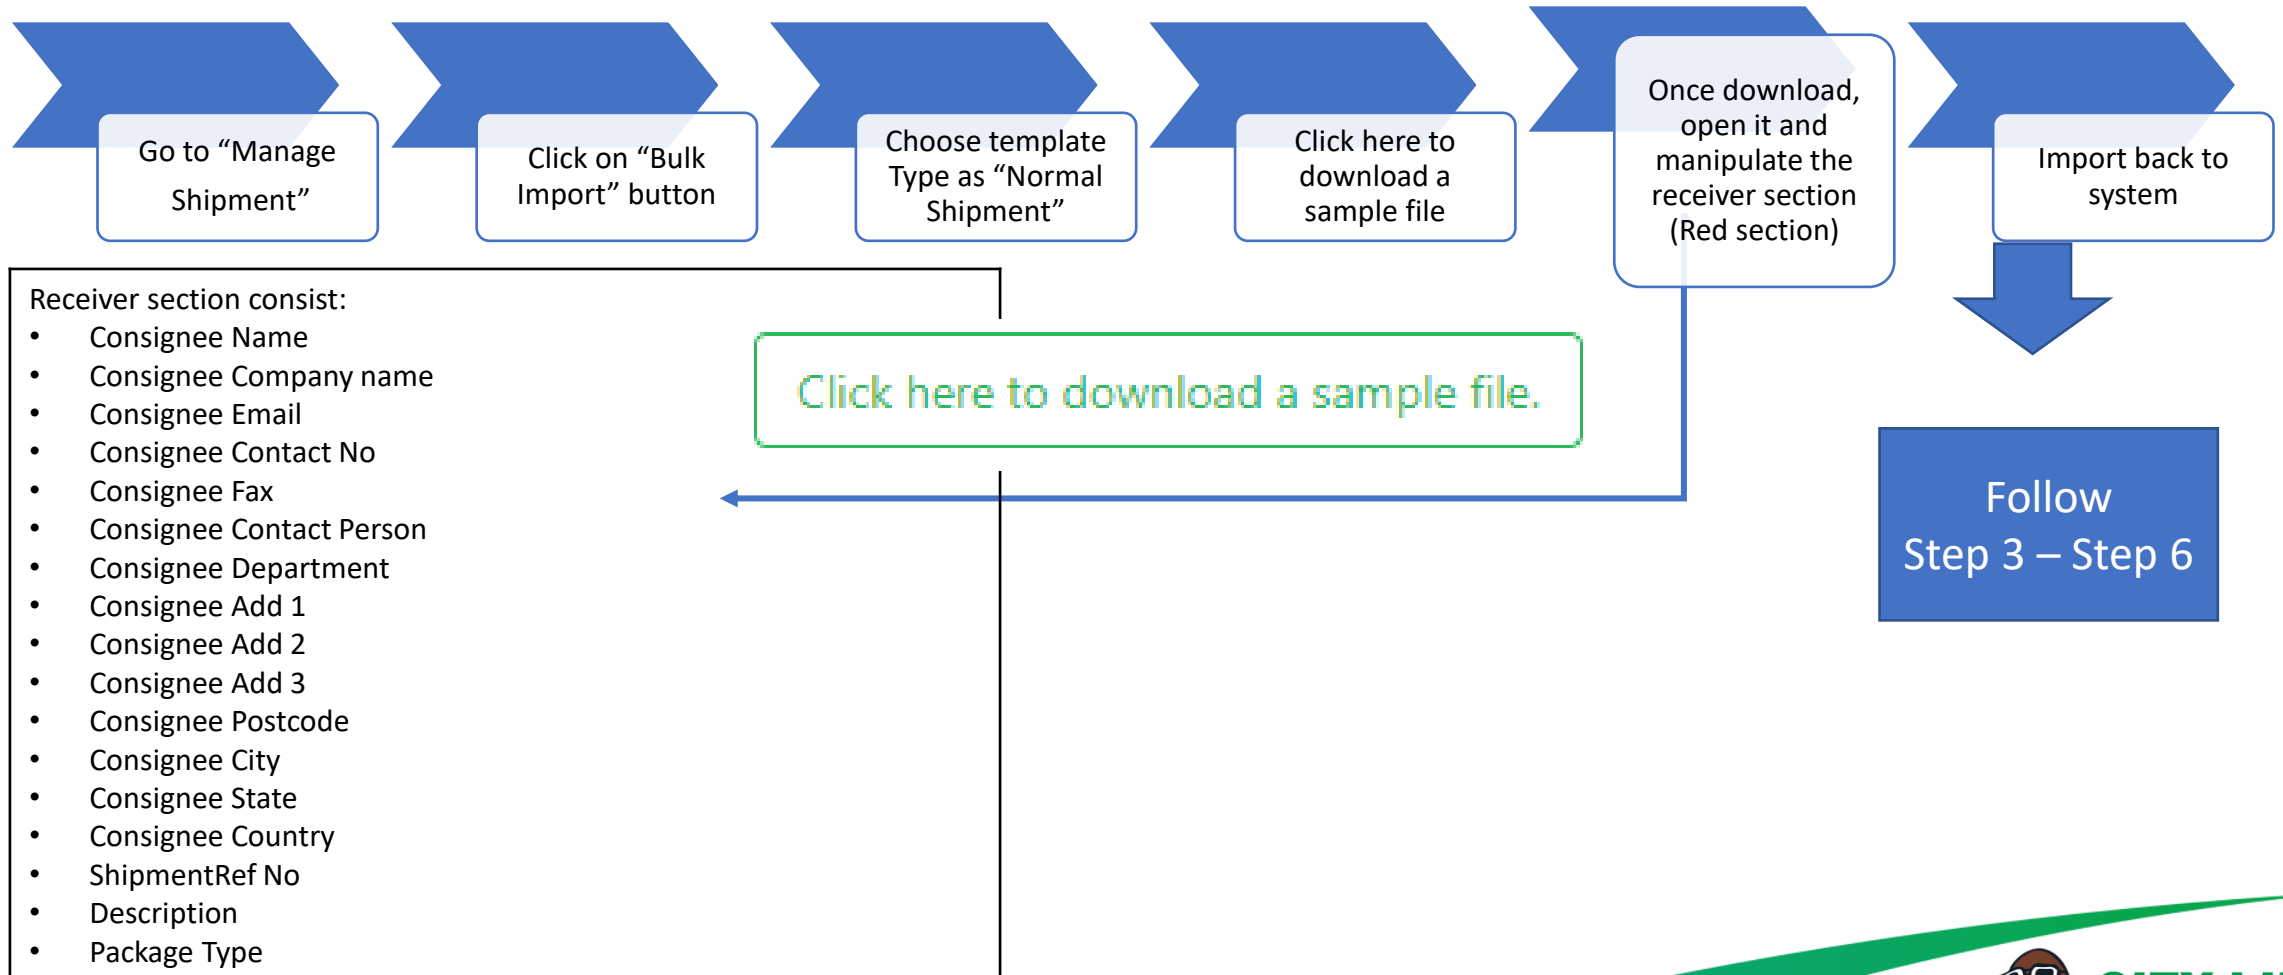 Go to “Manage
Shipment”
Click on “Bulk
Import” button
Choose template
Type as “Normal
Shipment”
Click here to
download a
sample file
Once download,
open it and
manipulate the
receiver section
(Red section)
Import back to
system
Receiver section consist:
• Consignee Name
• Consignee Company name
• Consignee Email
• Consignee Contact No
• Consignee Fax
• Consignee Contact Person
• Consignee Department
• Consignee Add 1
• Consignee Add 2
• Consignee Add 3
• Consignee Postcode
• Consignee City
• Consignee State
• Consignee Country
• ShipmentRef No
• Description
• Package Type
Click here to download a sample file.
Follow
Step 3 – Step 6